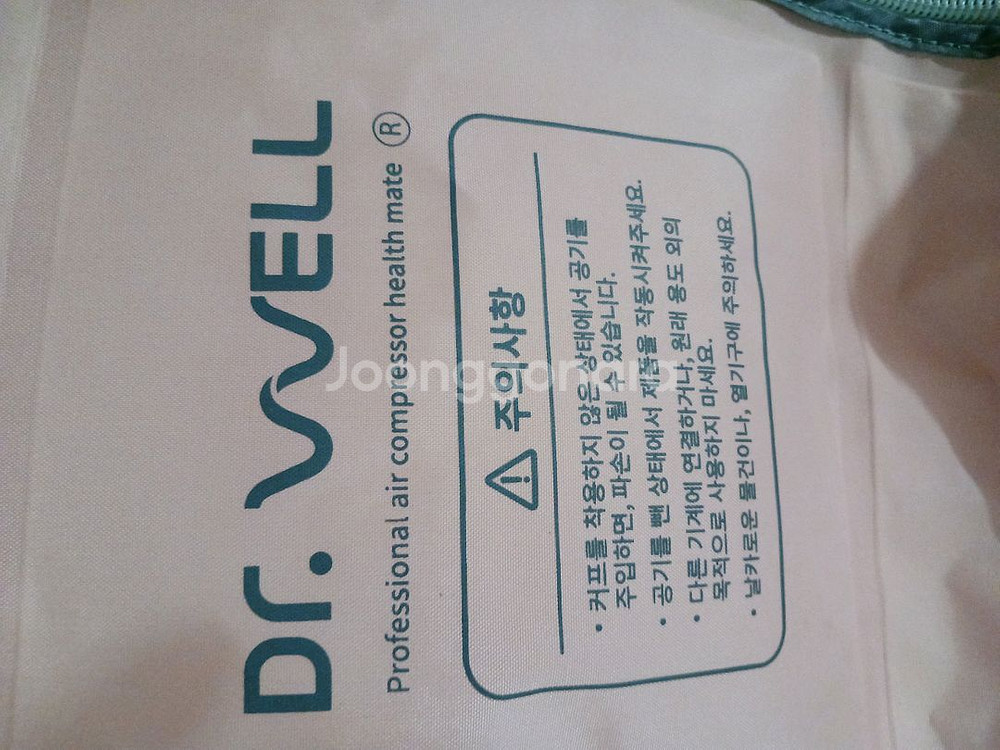 Dr. WELL
Professional air compressor health mate ®
주의사항
• 커프를 착용하지 않은 상태에서 공기를
주입하면, 파손이 될 수 있습니다.
• 공기를 뺀 상태에서 제품을 작동시켜주세요.
• 다른 기계에 연결하거나, 원래 용도 외의
목적으로 사용하지 마세요.
• 날카로운 물건이나, 열기구에 주의하세요.
Joonggonara